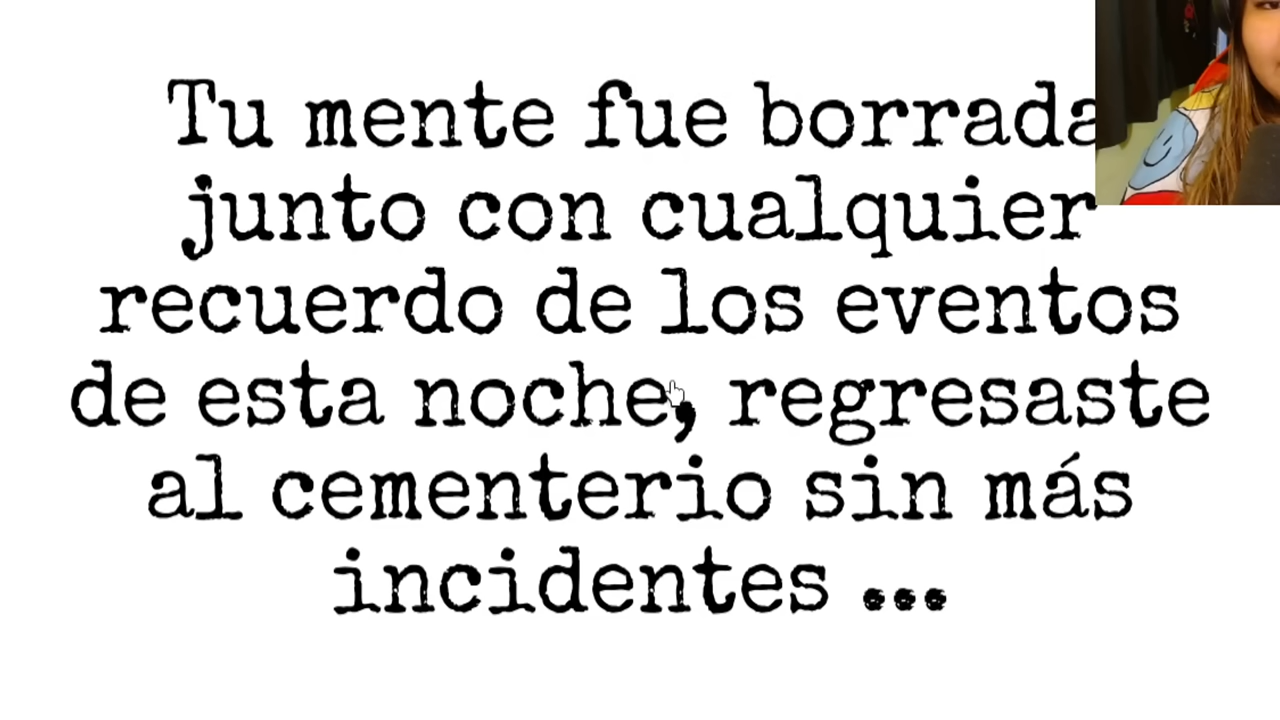 Tu mente fue borrada
junto con cualquier
recuerdo de los eventos
de esta noche, regresaste
al cementerio sin más
incidentes ...